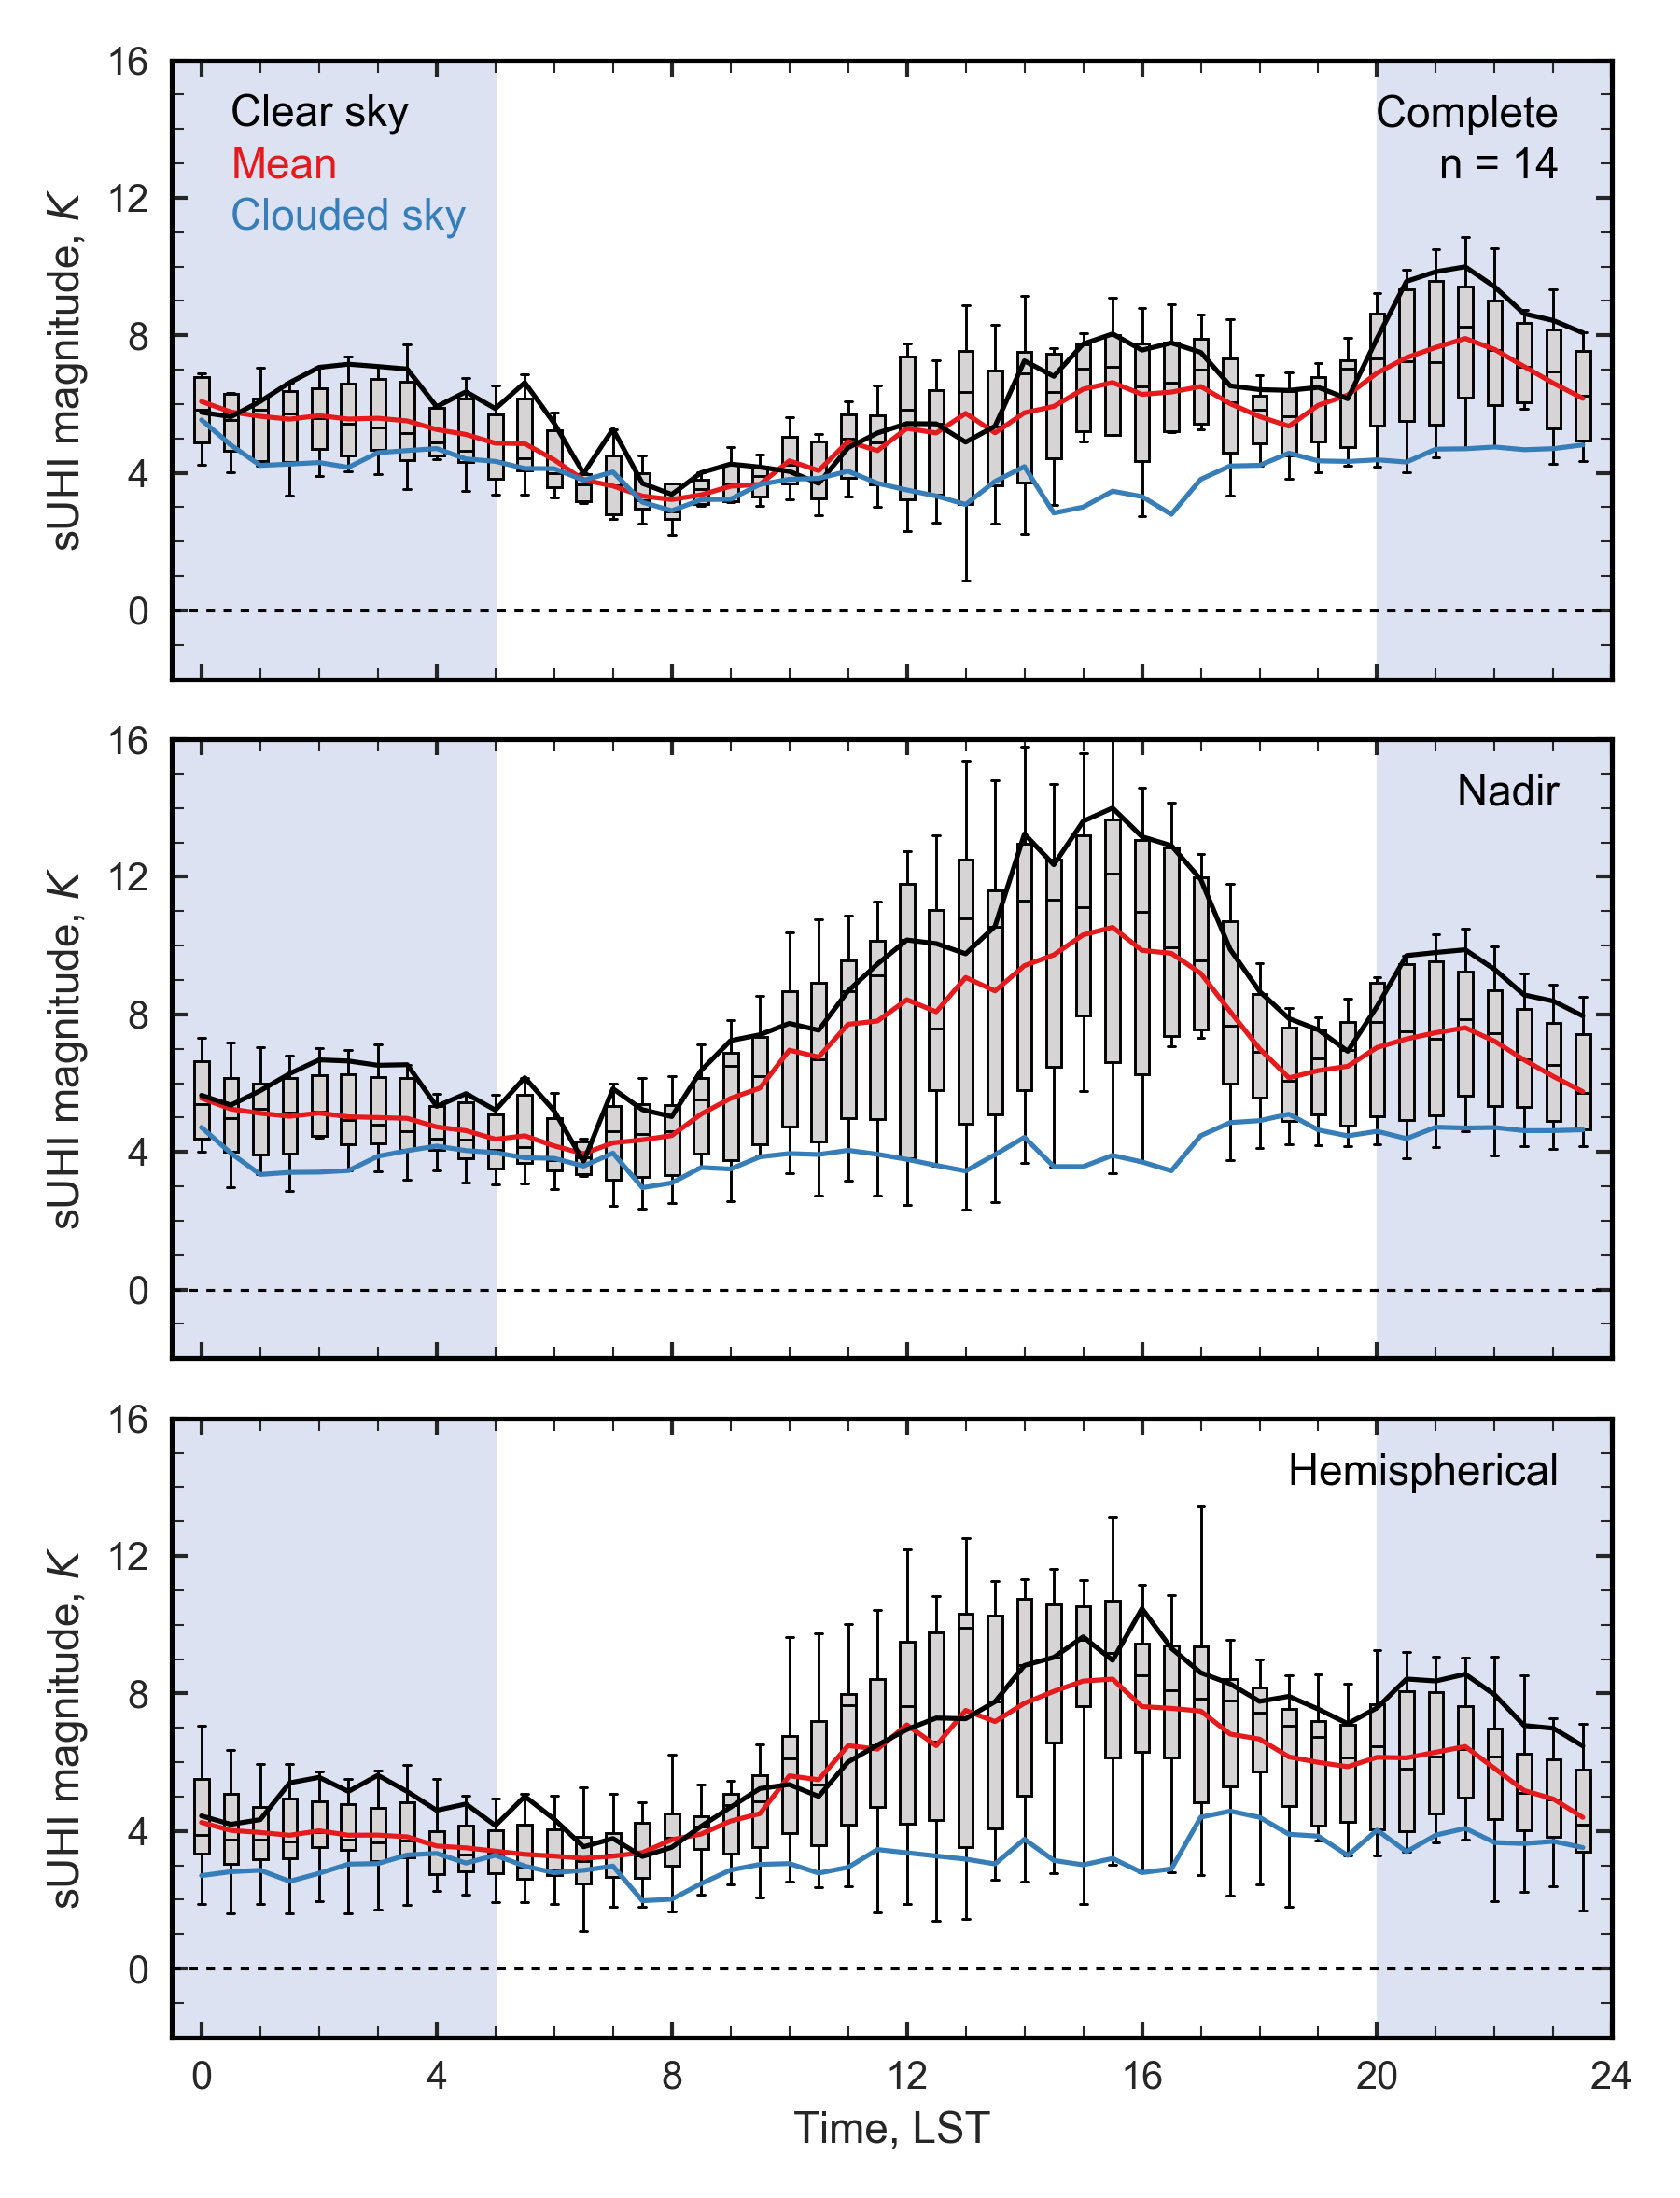 16
12
8
4
0
sUHI magnitude, K
Clear sky
Mean
Clouded sky
Complete
n = 14
16
12
8
4
0
sUHI magnitude, K
Nadir
16
12
8
4
0
sUHI magnitude, K
Hemispherical
0 4 8 12 16 20 24
Time, LST